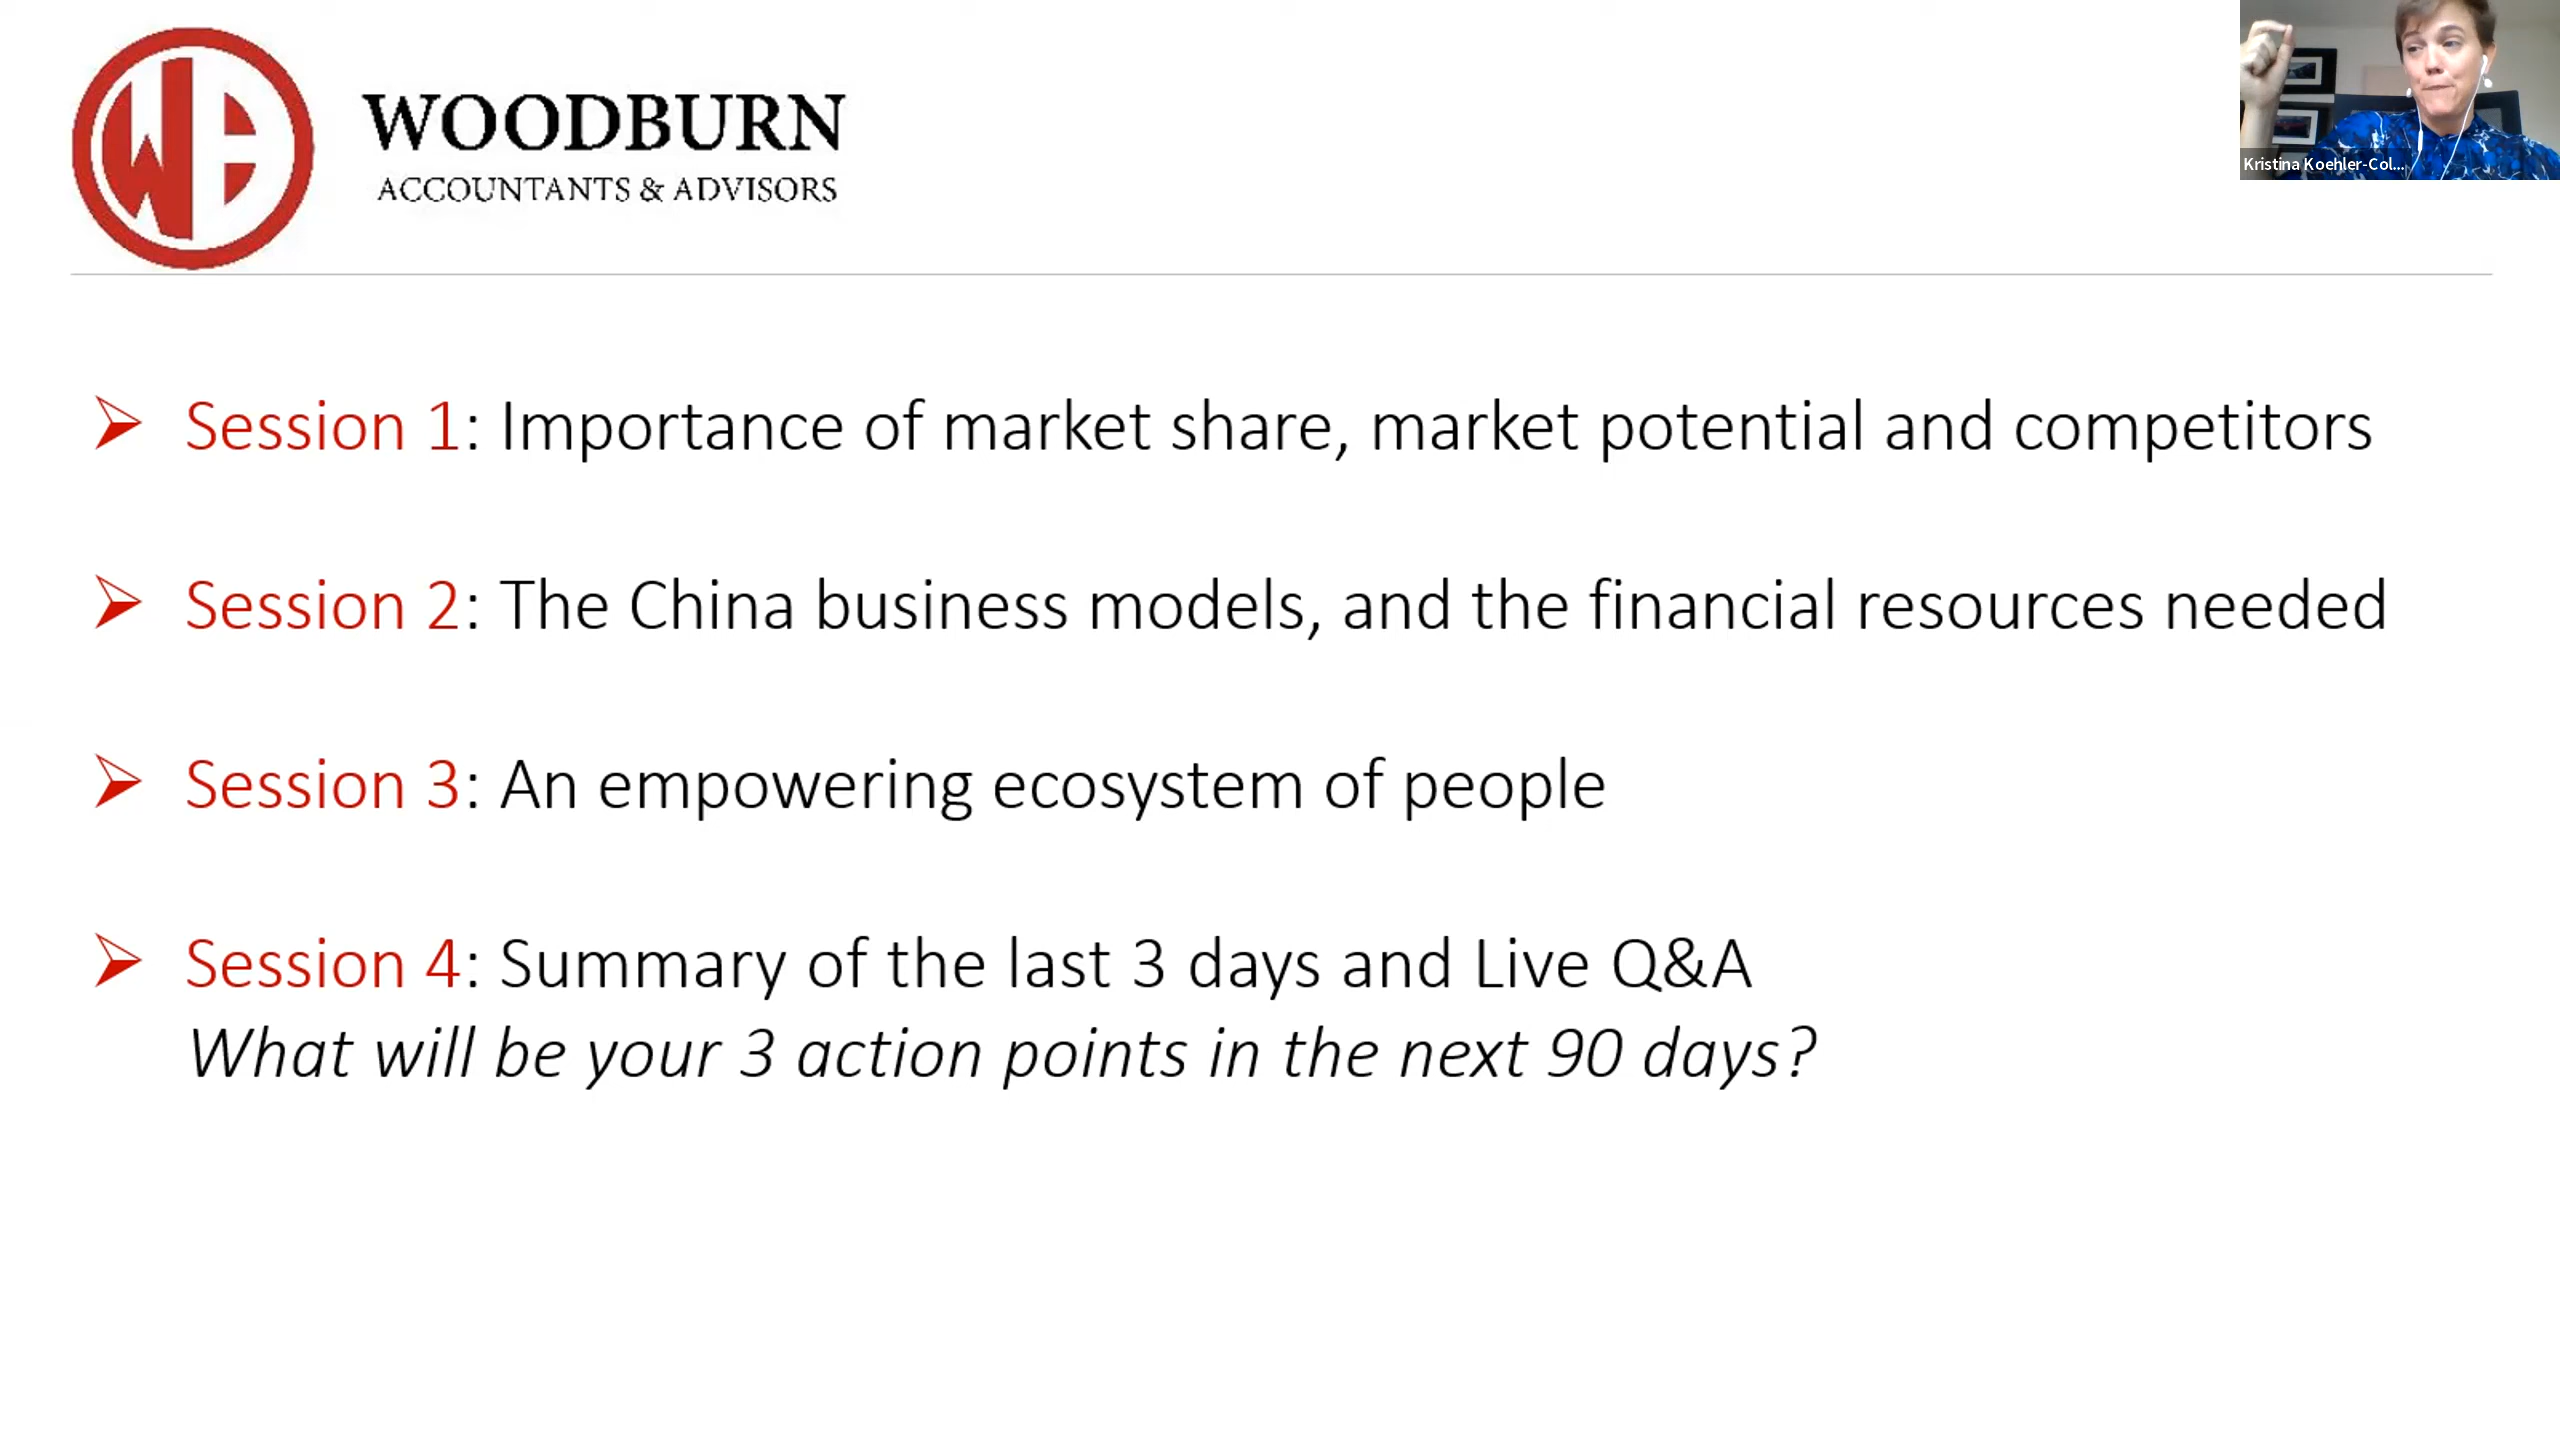 WB
WOODBURN
ACCOUNTANTS & ADVISORS
Kristina Koehler-Col...
Session 1: Importance of market share, market potential and competitors
Session 2: The China business models, and the financial resources needed
Session 3: An empowering ecosystem of people
Session 4: Summary of the last 3 days and Live Q&A
What will be your 3 action points in the next 90 days?